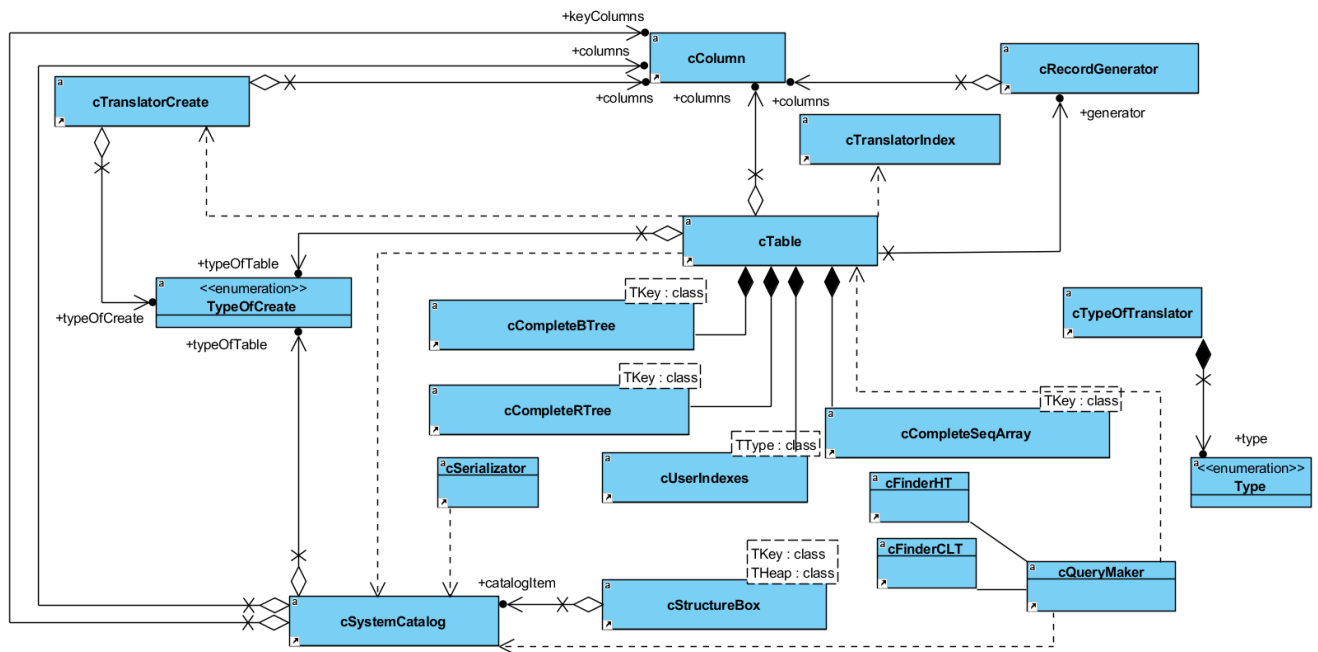 +keyColumns
a
cColumn
+columns
a
cRecordGenerator
a
cTranslatorCreate
+columns
+columns
+columns
+generator
a
cTranslatorIndex
a
cTable
+typeOfTable
a
<<enumeration>>
TypeOfCreate
+typeOfCreate
+typeOfTable
TKey : class
a
cCompleteBTree
a
cTypeOfTranslator
TKey : class
a
cCompleteRTree
TKey : class
a
cCompleteSeqArray
TType : class
a
cUserIndexes
+type
a
<<enumeration>>
Type
a
cSerializator
a
cFinderHT
a
cFinderCLT
a
cQueryMaker
TKey : class
THeap : class
+catalogItem
a
cStructureBox
a
cSystemCatalog